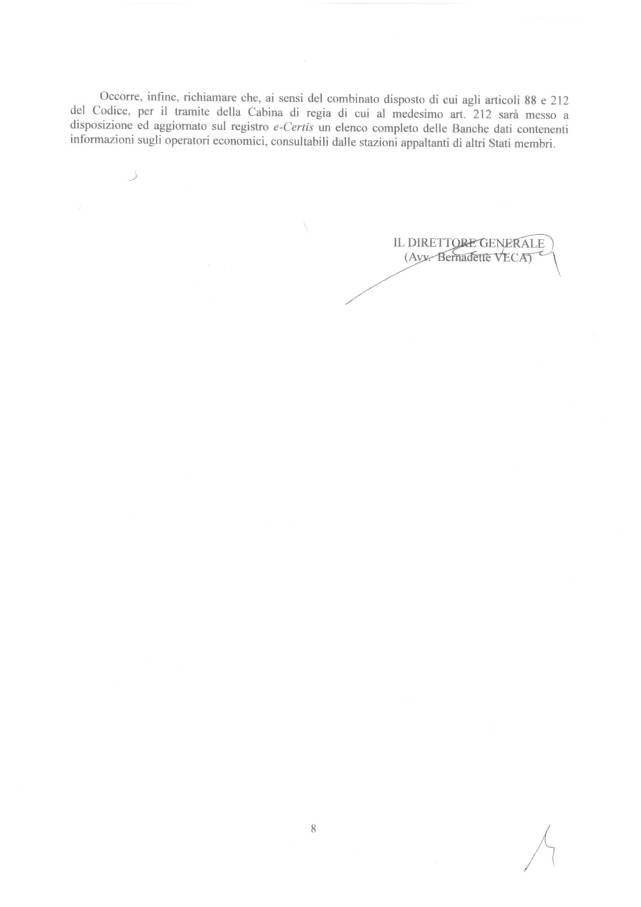 Occorre, infine, richiamare che, ai sensi del combinato disposto di cui agli articoli 88 e 212
del Codice, per il tramite della Cabina di regia di cui al medesimo art. 212 sarà messo a
disposizione ed aggiornato sul registro e-Certis un elenco completo delle Banche dati contenenti
informazioni sugli operatori economici, consultabili dalle stazioni appaltanti di altri Stati membri.
IL DIRETTORE GENERALE
(Avv. Bernadette VECA)
8